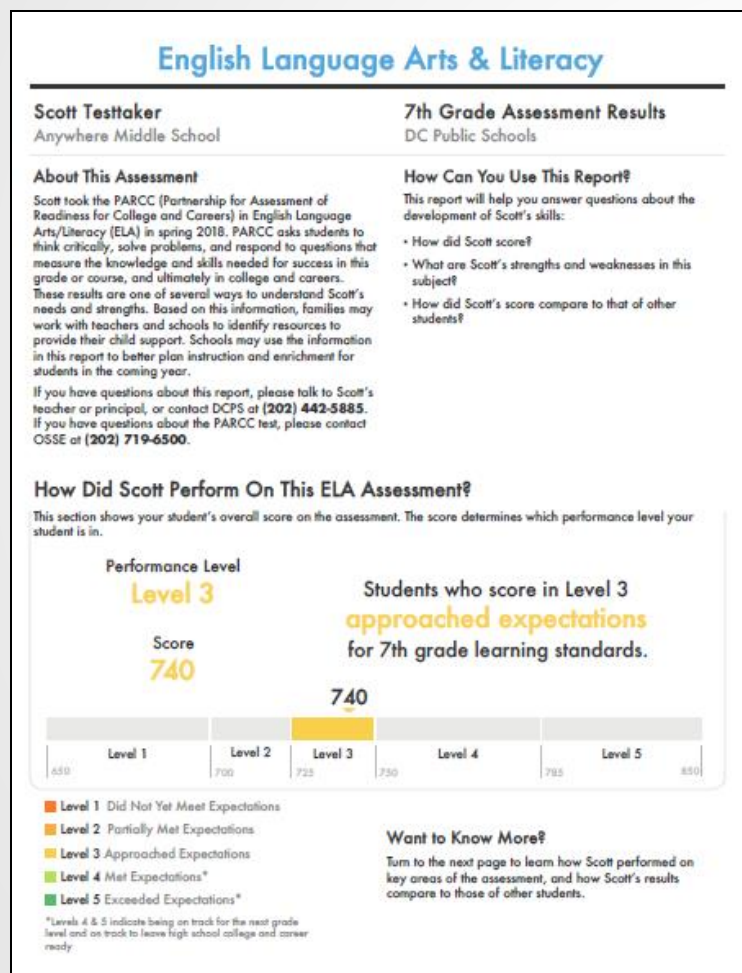 English Language Arts & Literacy
Scott Testtaker
Anywhere Middle School
7th Grade Assessment Results
DC Public Schools
About This Assessment
Scott took the PARCC (Partnership for Assessment of
Readiness for College and Careers) in English Language
Arts/Literacy (ELA) in spring 2018. PARCC asks students to
think critically, solve problems, and respond to questions that
measure the knowledge and skills needed for success in this
grade or course, and ultimately in college and careers.
These results are one of several ways to understand Scott's
needs and strengths. Based on this information, families may
work with teachers and schools to identify resources to
provide their child support. Schools may use the information
in this report to better plan instruction and enrichment for
students in the coming year.
If you have questions about this report, please talk to Scott's
teacher or principal, or contact DCPS at (202) 442-5885.
If you have questions about the PARCC test, please contact
OSSE at (202) 719-6500.
How Can You Use This Report?
This report will help you answer questions about the
development of Scott's skills:
• How did Scott score?
• What are Scott's strengths and weaknesses in this
subject?
• How did Scott's score compare to that of other
students?
How Did Scott Perform On This ELA Assessment?
This section shows your student's overall score on the assessment. The score determines which performance level your
student is in.
Performance Level
Level 3
Score
740
Students who score in Level 3
approached expectations
for 7th grade learning standards.
740
Level 1 Level 2 Level 3 Level 4 Level 5
650 700 725 750 785 850
Level 1 Did Not Yet Meet Expectations
Level 2 Partially Met Expectations
Level 3 Approached Expectations
Level 4 Met Expectations*
Level 5 Exceeded Expectations*
*Levels 4 & 5 indicate being on track for the next grade
level and on track to leave high school college and career
ready
Want to Know More?
Turn to the next page to learn how Scott performed on
key areas of the assessment, and how Scott's results
compare to those of other students.